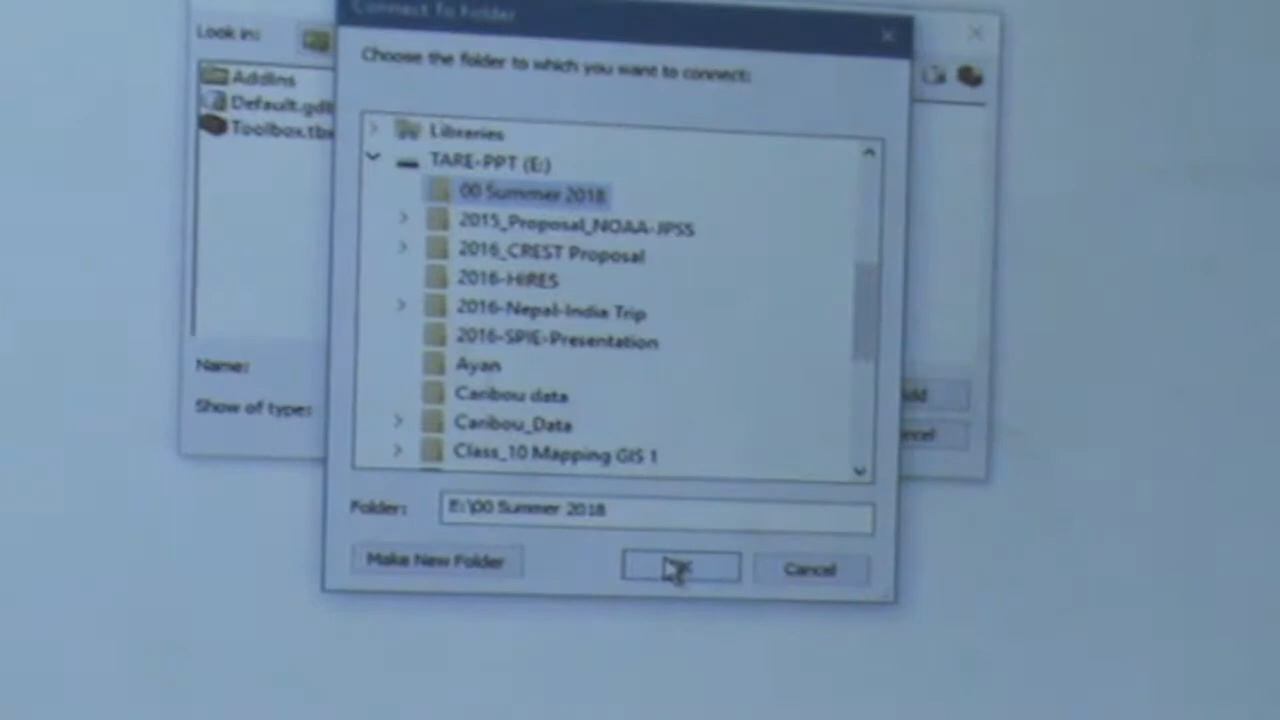 Connect To Folder
Look in:
Choose the folder to which you want to connect:
AddIns
Default.gdb
Toolbox.tbx
Libraries
TARE-PPT (E:)
00 Summer 2018
2015_Proposal_NOAA-JPSS
2016_CREST Proposal
2016-HIRES
2016-Nepal-India Trip
2016-SPIE-Presentation
Ayan
Caribou data
Caribou_Data
Class_10 Mapping GIS 1
Name:
Show of type:
Folder:
E:\00 Summer 2018
Make New Folder
Cancel